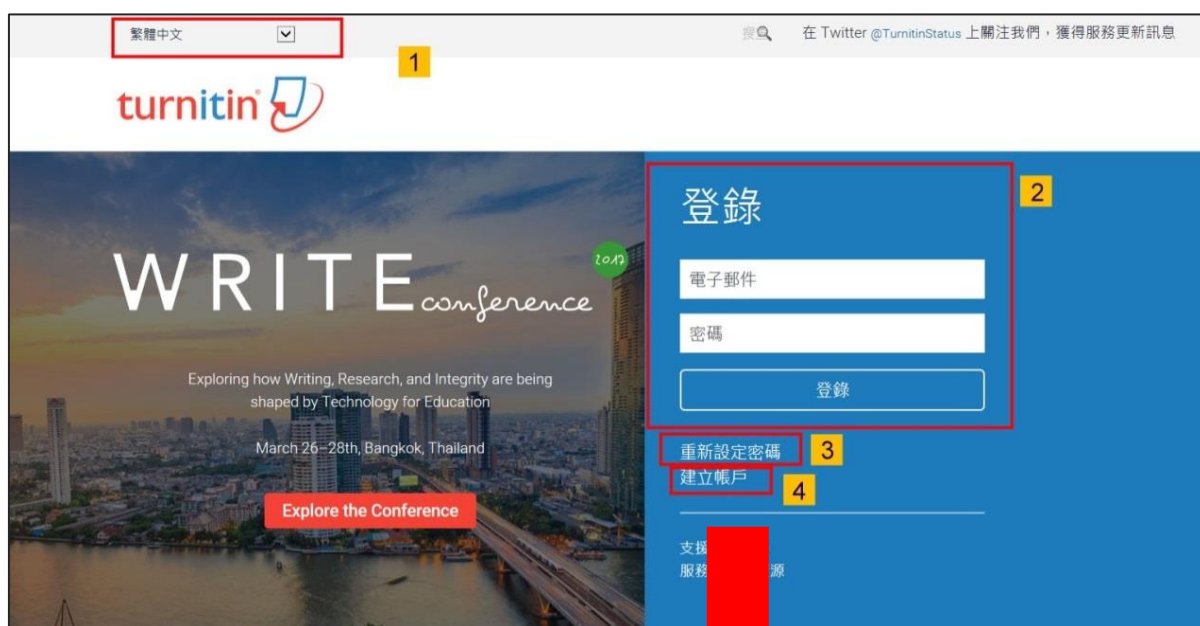 繁體中文
在 Twitter @TurnitinStatus 上關注我們，獲得服務更新訊息
1
turnitin
2
登錄
電子郵件
密碼
登錄
WRITE conference
2017
Exploring how Writing, Research, and Integrity are being
shaped by Technology for Education
March 26–28th, Bangkok, Thailand
Explore the Conference
重新設定密碼
3
建立帳戶
4
支援
服務 源